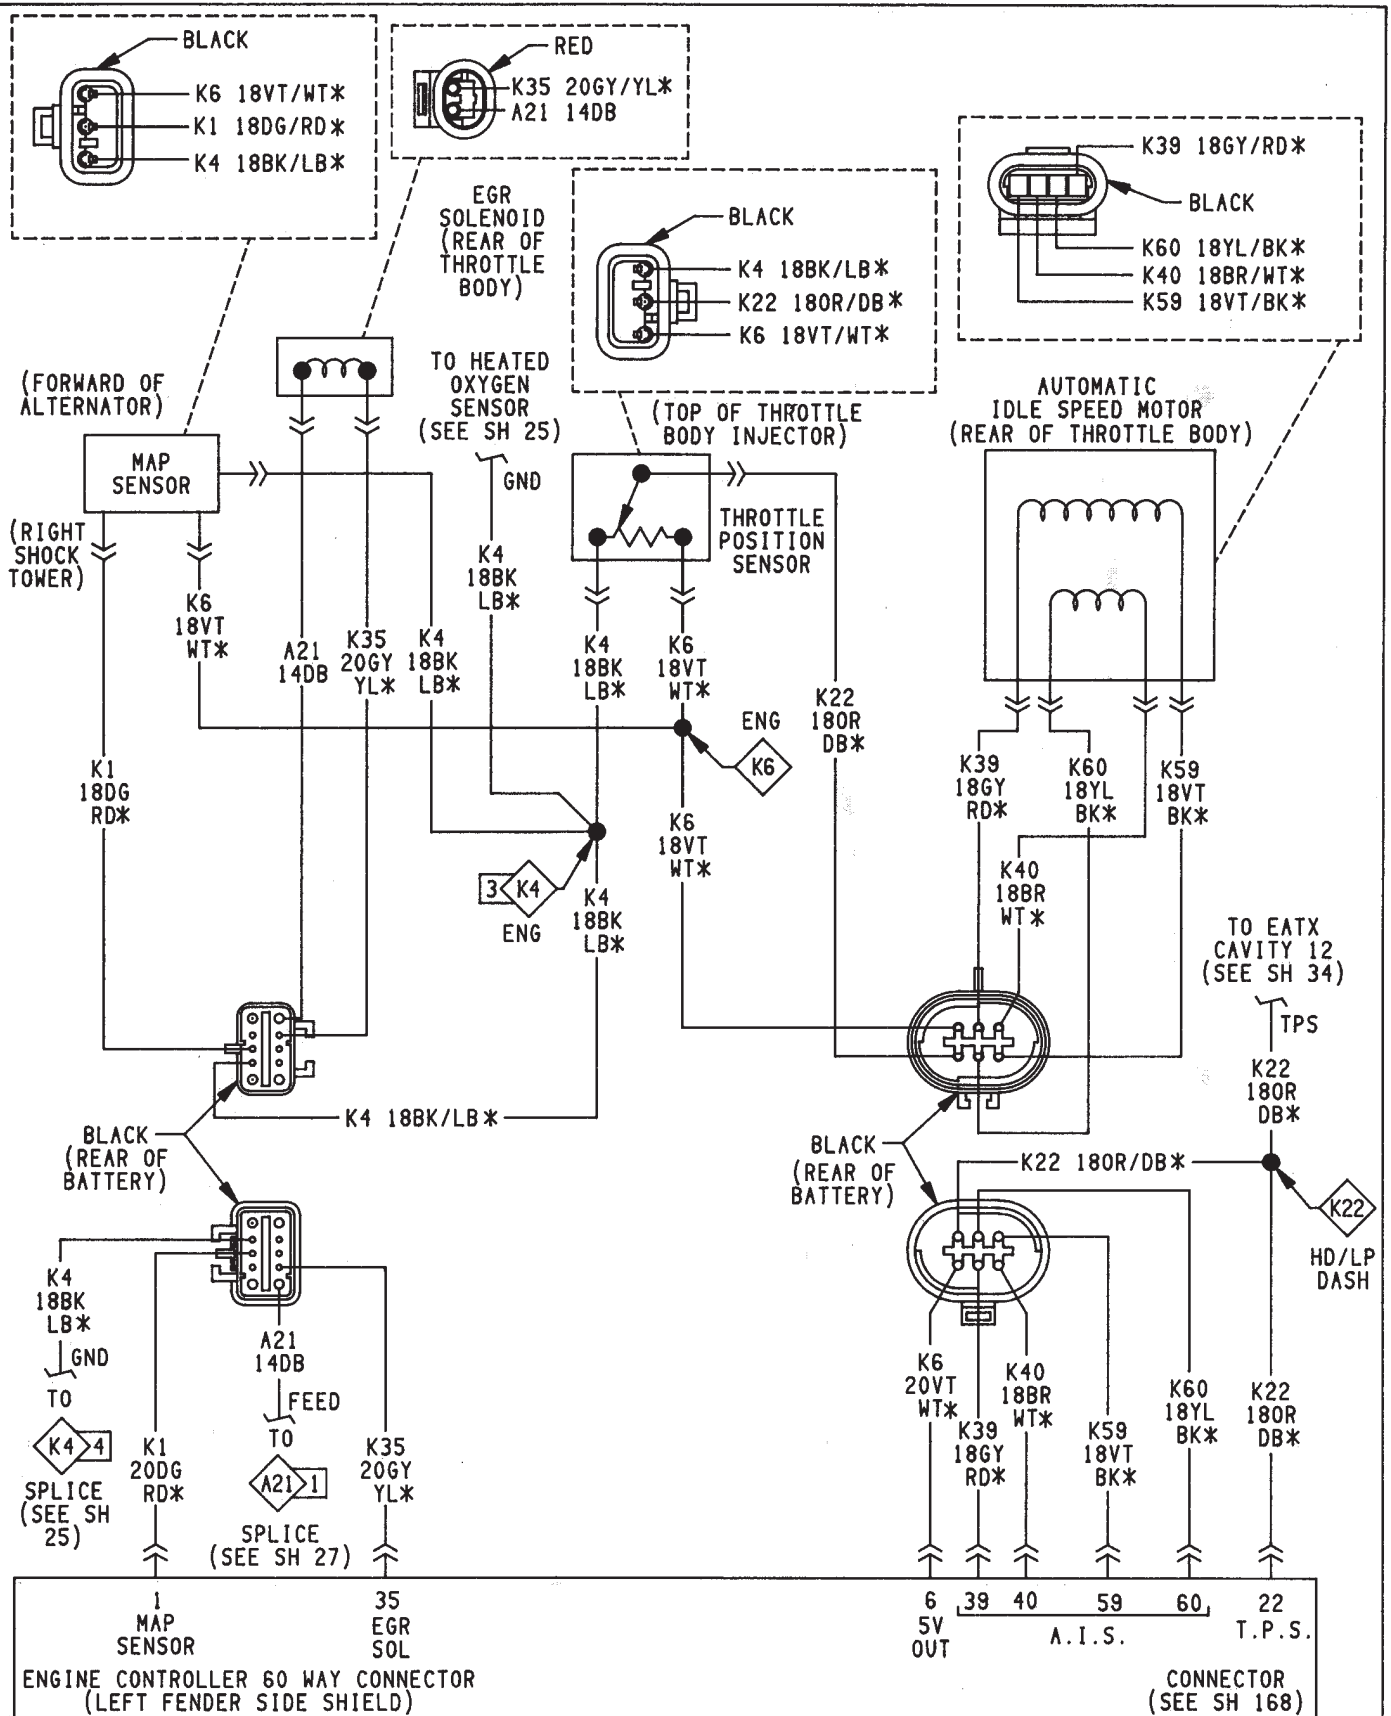 BLACK
K6 18VT/WT*
K1 18DG/RD*
K4 18BK/LB*
RED
K35 20GY/YL*
A21 14DB
EGR
SOLENOID
(REAR OF
THROTTLE
BODY)
BLACK
K4 18BK/LB*
K22 18OR/DB*
K6 18VT/WT*
K39 18GY/RD*
BLACK
K60 18YL/BK*
K40 18BR/WT*
K59 18VT/BK*
(FORWARD OF
ALTERNATOR)
MAP
SENSOR
(RIGHT
SHOCK
TOWER)
TO HEATED
OXYGEN
SENSOR
(SEE SH 25)
GND
(TOP OF THROTTLE
BODY INJECTOR)
THROTTLE
POSITION
SENSOR
AUTOMATIC
IDLE SPEED MOTOR
(REAR OF THROTTLE BODY)
K6
18VT
WT*
A21
14DB
K35
20GY
YL*
K4
18BK
LB*
K4
18BK
LB*
K4
18BK
LB*
K6
18VT
WT*
K22
18OR
DB*
ENG
K6
K1
18DG
RD*
K6
18VT
WT*
K39
18GY
RD*
K60
18YL
BK*
K59
18VT
BK*
3 K4
ENG
K4
18BK
LB*
K40
18BR
WT*
TO EATX
CAVITY 12
(SEE SH 34)
TPS
K22
18OR
DB*
K4 18BK/LB*
BLACK
(REAR OF
BATTERY)
BLACK
(REAR OF
BATTERY)
K22 18OR/DB*
K22
HD/LP
DASH
K4
18BK
LB*
GND
TO
K4 4
SPLICE
(SEE SH
25)
K1
20DG
RD*
A21
14DB
FEED
TO
A21 1
SPLICE
(SEE SH 27)
K35
20GY
YL*
K6
20VT
WT*
K39
18GY
RD*
K40
18BR
WT*
K59
18VT
BK*
K60
18YL
BK*
K22
18OR
DB*
1
MAP
SENSOR
35
EGR
SOL
6
5V
OUT
39 40 59 60
A.I.S.
22
T.P.S.
ENGINE CONTROLLER 60 WAY CONNECTOR
(LEFT FENDER SIDE SHIELD)
CONNECTOR
(SEE SH 168)